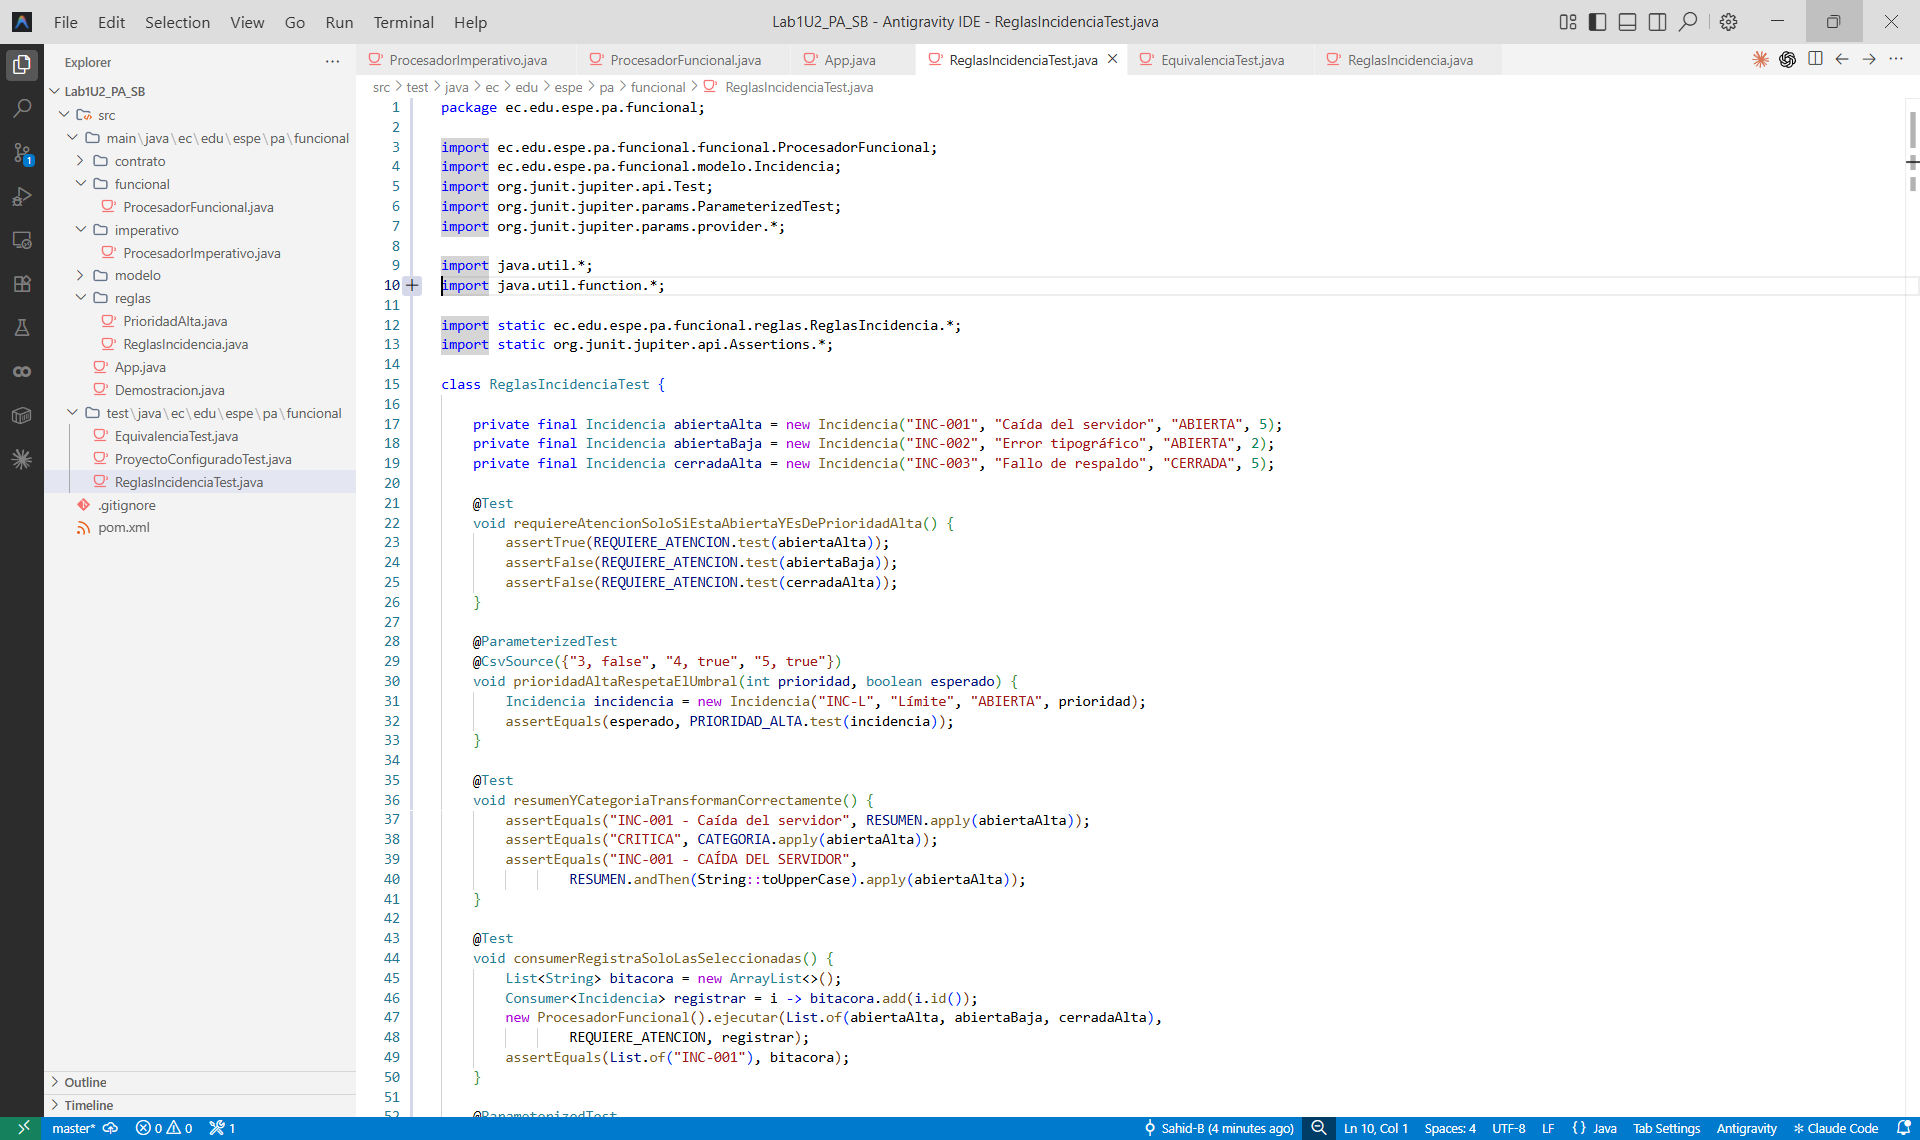 File Edit Selection View Go Run Terminal Help
Lab1U2_PA_SB - Antigravity IDE - ReglasIncidenciaTest.java
Explorer
ProcesadorImperativo.java
ProcesadorFuncional.java
App.java
ReglasIncidenciaTest.java
EquivalenciaTest.java
ReglasIncidencia.java
src > test > java > ec > edu > espe > pa > funcional > ReglasIncidenciaTest.java
Lab1U2_PA_SB
src
main\java\ec\edu\espe\pa\funcional
contrato
funcional
ProcesadorFuncional.java
imperativo
ProcesadorImperativo.java
modelo
reglas
PrioridadAlta.java
ReglasIncidencia.java
App.java
Demostracion.java
test\java\ec\edu\espe\pa\funcional
EquivalenciaTest.java
ProyectoConfiguradoTest.java
ReglasIncidenciaTest.java
.gitignore
pom.xml
Outline
Timeline
1
1 package ec.edu.espe.pa.funcional;
2
3 import ec.edu.espe.pa.funcional.funcional.ProcesadorFuncional;
4 import ec.edu.espe.pa.funcional.modelo.Incidencia;
5 import org.junit.jupiter.api.Test;
6 import org.junit.jupiter.params.ParameterizedTest;
7 import org.junit.jupiter.params.provider.*;
8
9 import java.util.*;
10 import java.util.function.*;
11
12 import static ec.edu.espe.pa.funcional.reglas.ReglasIncidencia.*;
13 import static org.junit.jupiter.api.Assertions.*;
14
15 class ReglasIncidenciaTest {
16
17 private final Incidencia abiertaAlta = new Incidencia("INC-001", "Caída del servidor", "ABIERTA", 5);
18 private final Incidencia abiertaBaja = new Incidencia("INC-002", "Error tipográfico", "ABIERTA", 2);
19 private final Incidencia cerradaAlta = new Incidencia("INC-003", "Fallo de respaldo", "CERRADA", 5);
20
21 @Test
22 void requiereAtencionSoloSiEstaAbiertaYEsDePrioridadAlta() {
23 assertTrue(REQUIERE_ATENCION.test(abiertaAlta));
24 assertFalse(REQUIERE_ATENCION.test(abiertaBaja));
25 assertFalse(REQUIERE_ATENCION.test(cerradaAlta));
26 }
27
28 @ParameterizedTest
29 @CsvSource({"3, false", "4, true", "5, true"})
30 void prioridadAltaRespetaElUmbral(int prioridad, boolean esperado) {
31 Incidencia incidencia = new Incidencia("INC-L", "Límite", "ABIERTA", prioridad);
32 assertEquals(esperado, PRIORIDAD_ALTA.test(incidencia));
33 }
34
35 @Test
36 void resumenYCategoriaTransformanCorrectamente() {
37 assertEquals("INC-001 - Caída del servidor", RESUMEN.apply(abiertaAlta));
38 assertEquals("CRITICA", CATEGORIA.apply(abiertaAlta));
39 assertEquals("INC-001 - CAÍDA DEL SERVIDOR",
40 RESUMEN.andThen(String::toUpperCase).apply(abiertaAlta));
41 }
42
43 @Test
44 void consumerRegistraSoloLasSeleccionadas() {
45 List<String> bitacora = new ArrayList<>();
46 Consumer<Incidencia> registrar = i -> bitacora.add(i.id());
47 new ProcesadorFuncional().ejecutar(List.of(abiertaAlta, abiertaBaja, cerradaAlta),
48 REQUIERE_ATENCION, registrar);
49 assertEquals(List.of("INC-001"), bitacora);
50 }
51
52 @ParameterizedTest
master* 0 0 1 Sahid-B (4 minutes ago) Ln 10, Col 1 Spaces: 4 UTF-8 LF {} Java Tab Settings Antigravity Claude Code